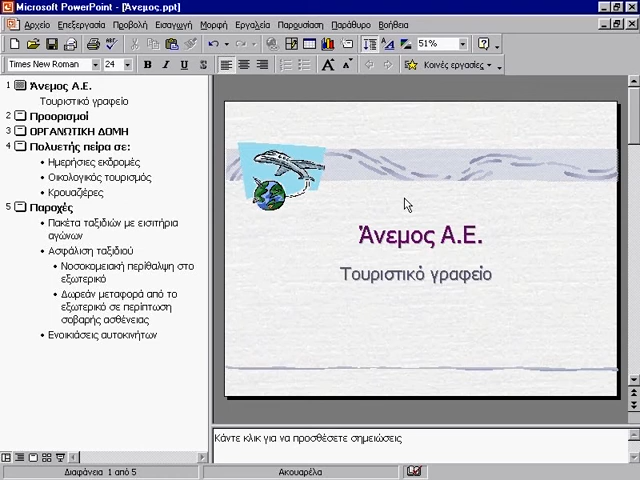 Microsoft PowerPoint - [Άνεμος.ppt]
Αρχείο Επεξεργασία Προβολή Εισαγωγή Μορφή Εργαλεία Παρουσίαση Παράθυρο Βοήθεια
51%
Times New Roman 24 B I U S Κοινές εργασίες
1 Άνεμος Α.Ε.
Τουριστικό γραφείο
2 Προορισμοί
3 ΟΡΓΑΝΩΤΙΚΗ ΔΟΜΗ
4 Πολυετής πείρα σε:
• Ημερήσιες εκδρομές
• Οικολογικός τουρισμός
• Κρουαζιέρες
5 Παροχές
• Πακέτα ταξιδιών με εισιτήρια
αγώνων
• Ασφάλιση ταξιδιού
• Νοσοκομειακή περίθαλψη στο
εξωτερικό
• Δωρεάν μεταφορά από το
εξωτερικό σε περίπτωση
σοβαρής ασθένειας
• Ενοικιάσεις αυτοκινήτων
Άνεμος Α.Ε.
Τουριστικό γραφείο
Κάντε κλικ για να προσθέσετε σημειώσεις
Διαφάνεια 1 από 5 Ακουαρέλα